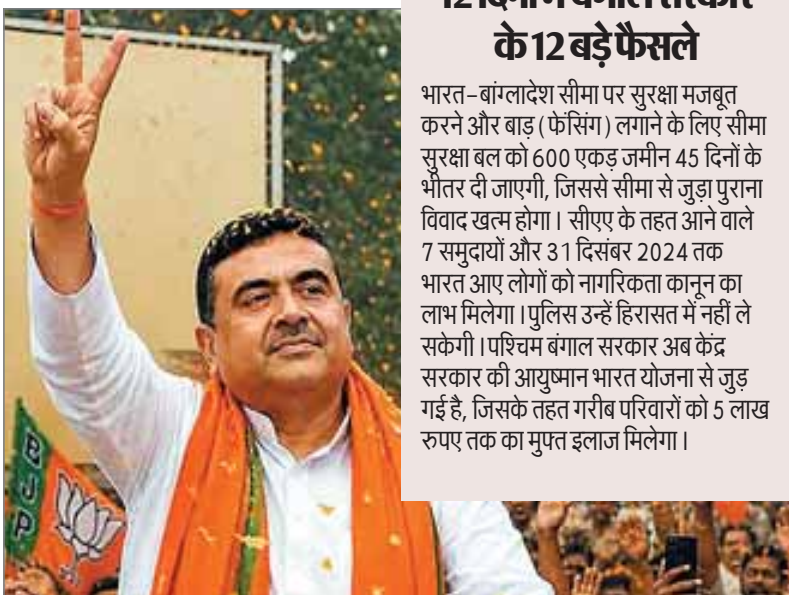 के 12 बड़े फैसले
भारत-बांग्लादेश सीमा पर सुरक्षा मजबूत
करने और बाड़ (फेंसिंग) लगाने के लिए सीमा
सुरक्षा बल को 600 एकड़ जमीन 45 दिनों के
भीतर दी जाएगी, जिससे सीमा से जुड़ा पुराना
विवाद खत्म होगा। सीएए के तहत आने वाले
7 समुदायों और 31 दिसंबर 2024 तक
भारत आए लोगों को नागरिकता कानून का
लाभ मिलेगा। पुलिस उन्हें हिरासत में नहीं ले
सकेगी। पश्चिम बंगाल सरकार अब केंद्र
सरकार की आयुष्मान भारत योजना से जुड़
गई है, जिसके तहत गरीब परिवारों को 5 लाख
रुपए तक का मुफ्त इलाज मिलेगा।
BJP